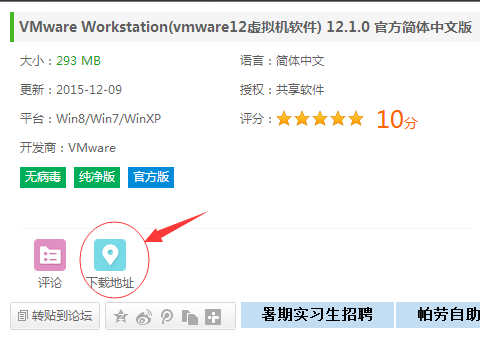 VMware Workstation(vmware12虚拟机软件) 12.1.0 官方简体中文版
大小：293 MB 语言：简体中文
更新：2015-12-09 授权：共享软件
平台：Win8/Win7/WinXP 评分：10分
开发商：VMware
无病毒 纯净版 官方版
评论 下载地址
转贴到论坛 暑期实习生招聘 帕劳自助